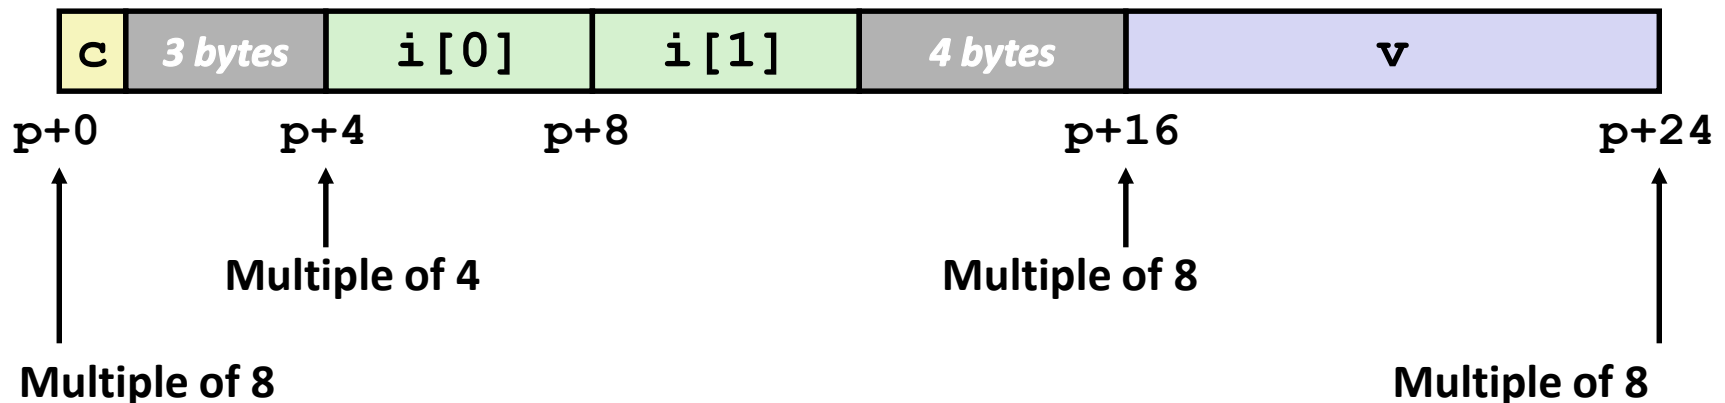 c 3 bytes i[0] i[1] 4 bytes v
p+0 p+4 p+8 p+16 p+24
Multiple of 4 Multiple of 8
Multiple of 8 Multiple of 8